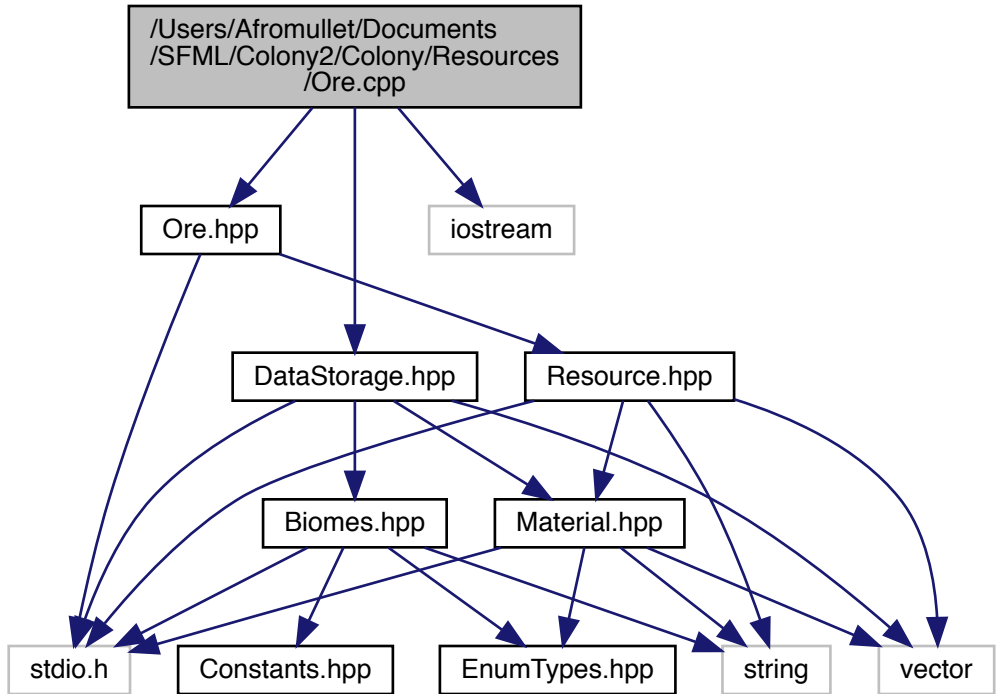 /Users/Afromullet/Documents
/SFML/Colony2/Colony/Resources
/Ore.cpp
Ore.hpp
iostream
DataStorage.hpp
Resource.hpp
Biomes.hpp
Material.hpp
stdio.h
Constants.hpp
EnumTypes.hpp
string
vector